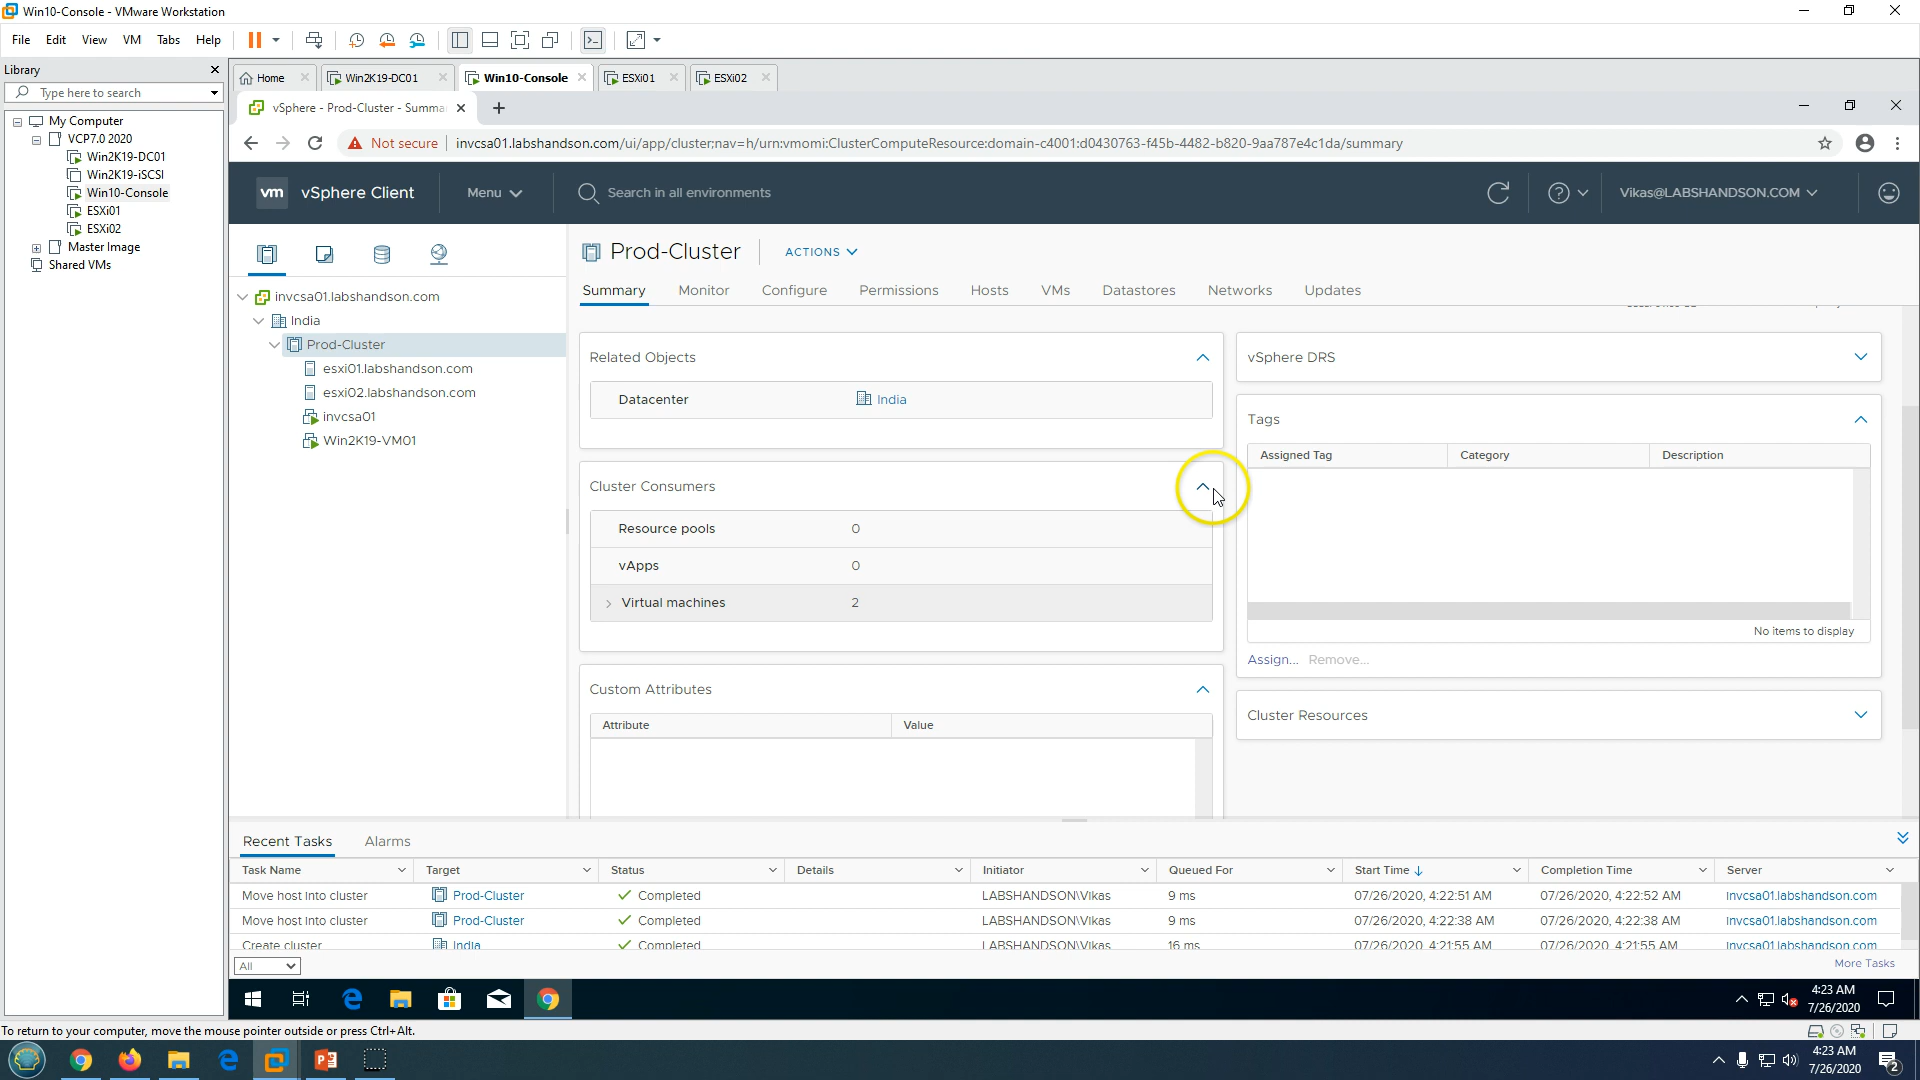 Win10-Console - VMware Workstation
File Edit View VM Tabs Help
Library
Type here to search
My Computer
VCP7.0 2020
Win2K19-DC01
Win2K19-iSCSI
Win10-Console
ESXi01
ESXi02
Master Image
Shared VMs
Home Win2K19-DC01 Win10-Console ESXi01 ESXi02
vSphere - Prod-Cluster - Summa
Not secure invcsa01.labshandson.com/ui/app/cluster;nav=h/urn:vmomi:ClusterComputeResource:domain-c4001:d0430763-f45b-4482-b820-9aa787e4c1da/summary
vm vSphere Client Menu Search in all environments Vikas@LABSHANDSON.COM
invcsa01.labshandson.com
India
Prod-Cluster
esxi01.labshandson.com
esxi02.labshandson.com
invcsa01
Win2K19-VM01
Prod-Cluster ACTIONS
Summary Monitor Configure Permissions Hosts VMs Datastores Networks Updates
Related Objects
Datacenter India
Cluster Consumers
Resource pools 0
vApps 0
Virtual machines 2
Custom Attributes
Attribute Value
vSphere DRS
Tags
Assigned Tag Category Description
No items to display
Assign... Remove...
Cluster Resources
Recent Tasks Alarms
Task Name Target Status Details Initiator Queued For Start Time Completion Time Server
Move host into cluster Prod-Cluster Completed LABSHANDSON\Vikas 9 ms 07/26/2020, 4:22:51 AM 07/26/2020, 4:22:52 AM invcsa01.labshandson.com
Move host into cluster Prod-Cluster Completed LABSHANDSON\Vikas 9 ms 07/26/2020, 4:22:38 AM 07/26/2020, 4:22:38 AM invcsa01.labshandson.com
Create cluster India Completed LABSHANDSON\Vikas 16 ms 07/26/2020, 4:21:55 AM 07/26/2020, 4:21:55 AM invcsa01.labshandson.com
All More Tasks
4:23 AM
7/26/2020
To return to your computer, move the mouse pointer outside or press Ctrl+Alt.
4:23 AM
7/26/2020
2